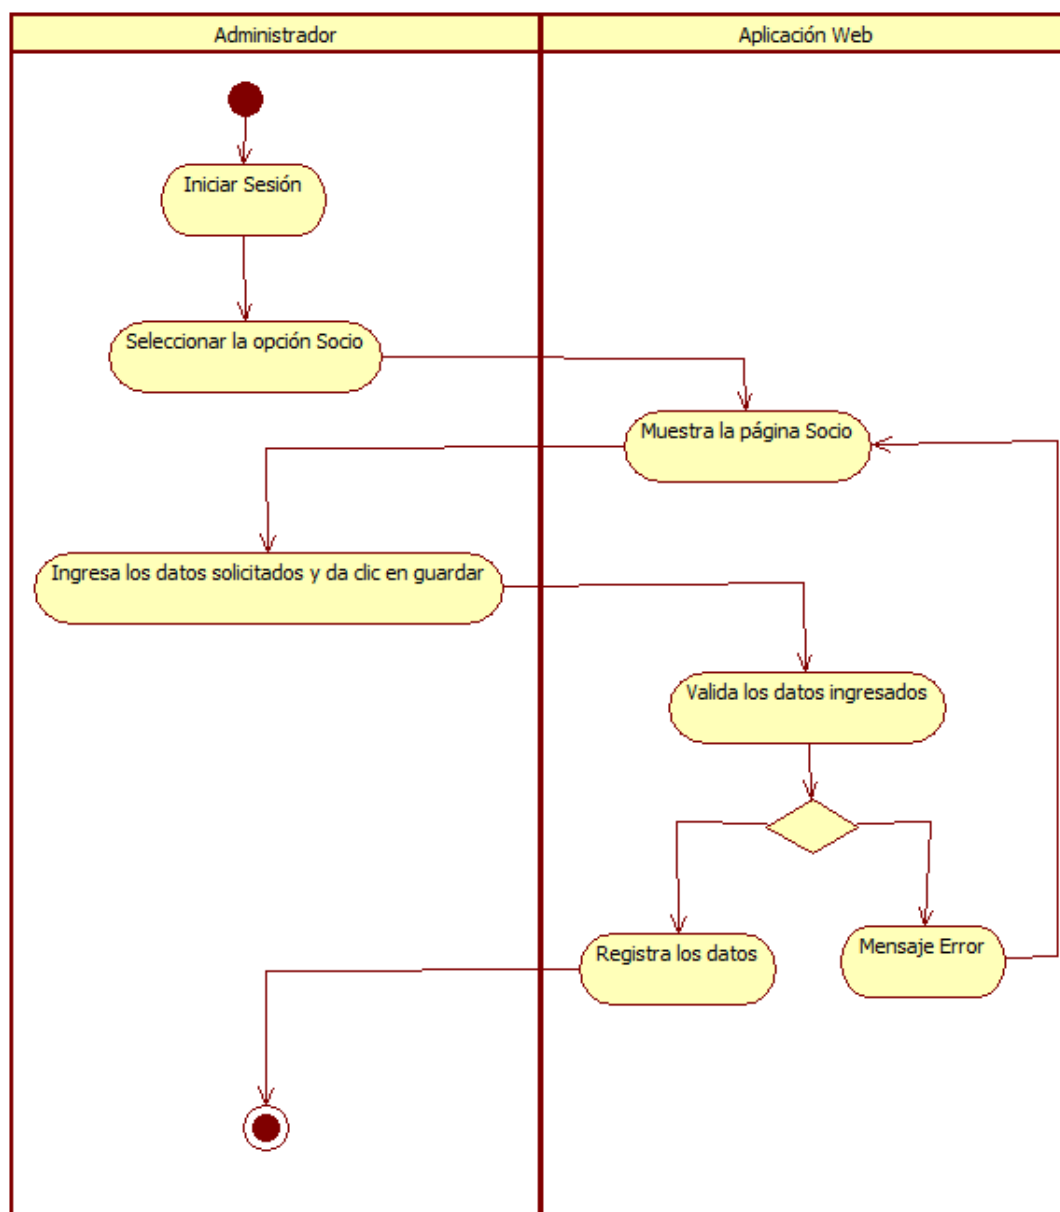 Administrador
Aplicación Web
Iniciar Sesión
Seleccionar la opción Socio
Muestra la página Socio
Ingresa los datos solicitados y da clic en guardar
Valida los datos ingresados
Registra los datos
Mensaje Error